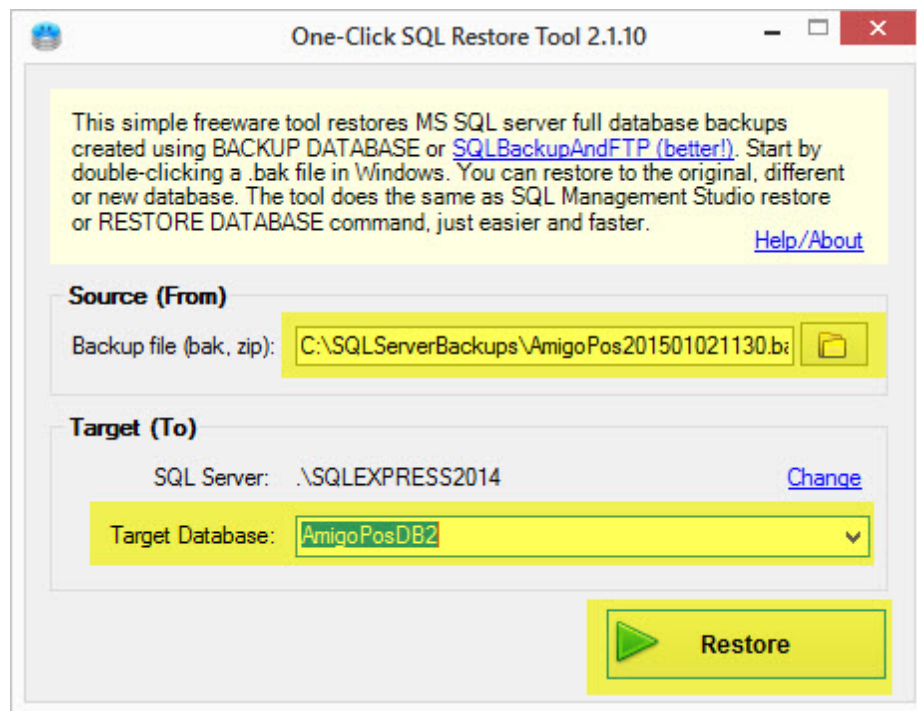 One-Click SQL Restore Tool 2.1.10
This simple freeware tool restores MS SQL server full database backups
created using BACKUP DATABASE or SQLBackupAndFTP (better!). Start by
double-clicking a .bak file in Windows. You can restore to the original, different
or new database. The tool does the same as SQL Management Studio restore
or RESTORE DATABASE command, just easier and faster.
Help/About
Source (From)
Backup file (bak, zip): C:\SQLServerBackups\AmigoPos201501021130.ba
Target (To)
SQL Server: .\SQLEXPRESS2014 Change
Target Database: AmigoPosDB2
Restore